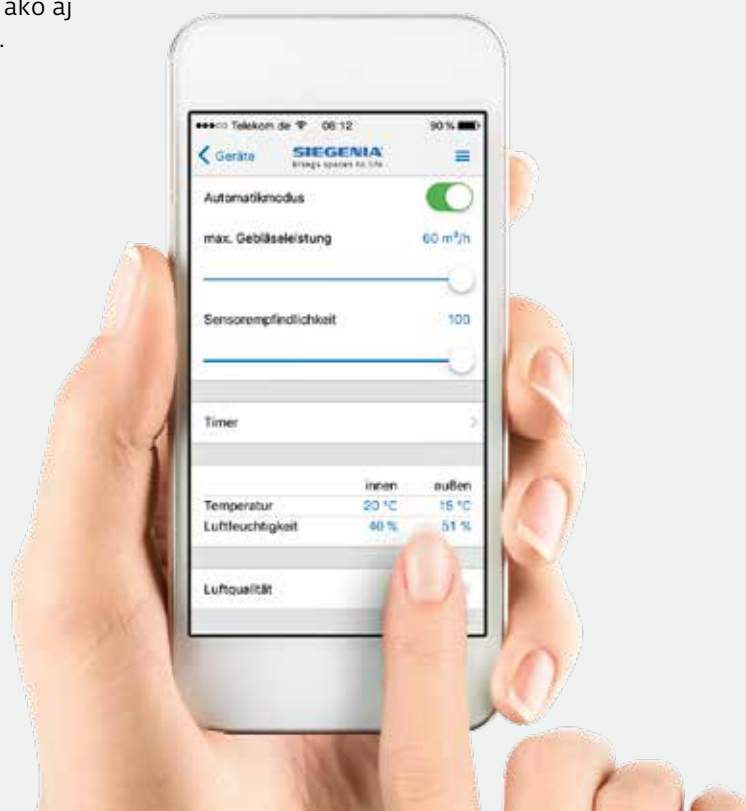 ako aj
.
Telekom.de 06:12 90 %
Geräte SIEGENIA
brings spaces to life
Automatikmodus
max. Gebläseleistung 60 m³/h
Sensorempfindlichkeit 100
Timer
innen außen
Temperatur 20 °C 15 °C
Luftfeuchtigkeit 40 % 51 %
Luftqualität